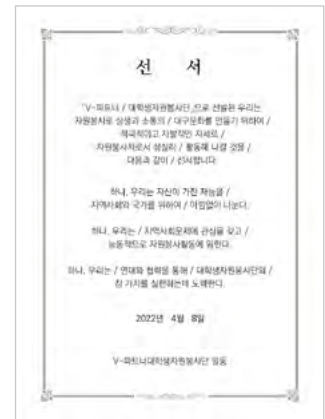 선 서
「V-파트너 / 대학생자원봉사단」으로 선발된 우리는
자원봉사로 상생과 소통의 / 대구문화를 만들기 위하여 /
적극적이고 자발적인 자세로 /
자원봉사자로서 성실히 / 활동해 나갈 것을 /
다음과 같이 / 선서합니다.
하나, 우리는 자신이 가진 재능을 /
지역사회와 국가를 위하여 / 아낌없이 나눈다.
하나, 우리는 / 지역사회문제에 관심을 갖고 /
능동적으로 자원봉사활동에 임한다.
하나, 우리는 / 연대와 협력을 통해 / 대학생자원봉사단의 /
참 가치를 실현하는데 노력한다.
2022년 4월 8일
V-파트너대학생자원봉사단 일동